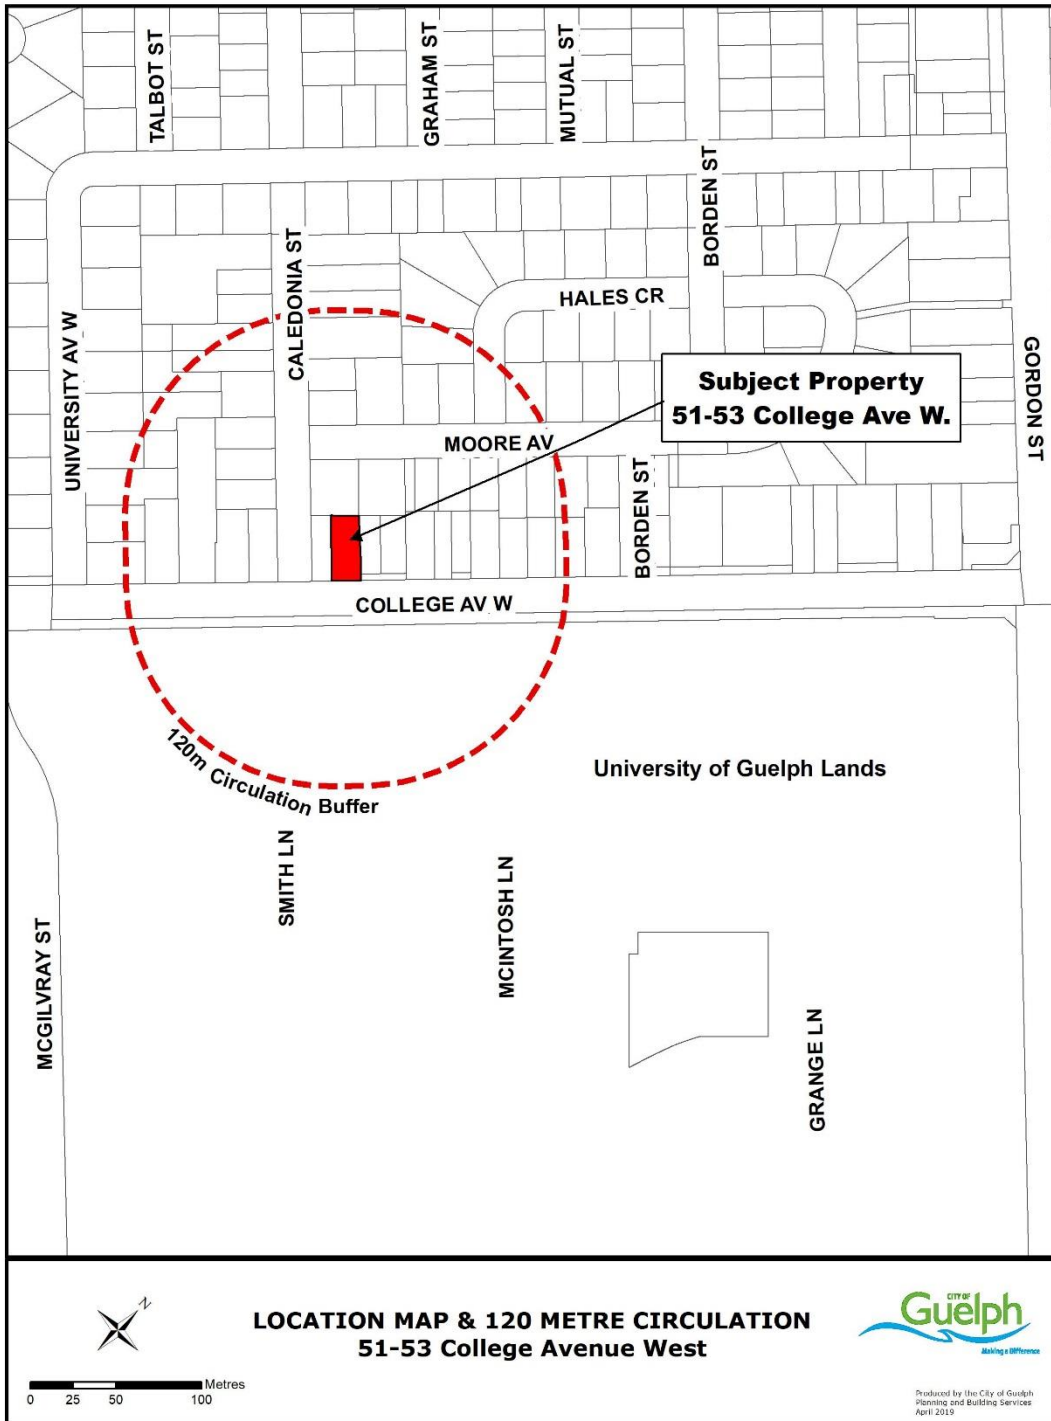 TALBOT ST
GRAHAM ST
MUTUAL ST
BORDEN ST
CALEDONIA ST
HALES CR
UNIVERSITY AV W
GORDON ST
Subject Property
51-53 College Ave W.
MOORE AV
BORDEN ST
COLLEGE AV W
120m Circulation Buffer
University of Guelph Lands
SMITH LN
MCINTOSH LN
MCGILVRAY ST
GRANGE LN
N
LOCATION MAP & 120 METRE CIRCULATION
51-53 College Avenue West
CITY OF
Guelph
Making a Difference
Metres
0 25 50 100
Produced by the City of Guelph
Planning and Building Services
April 2019